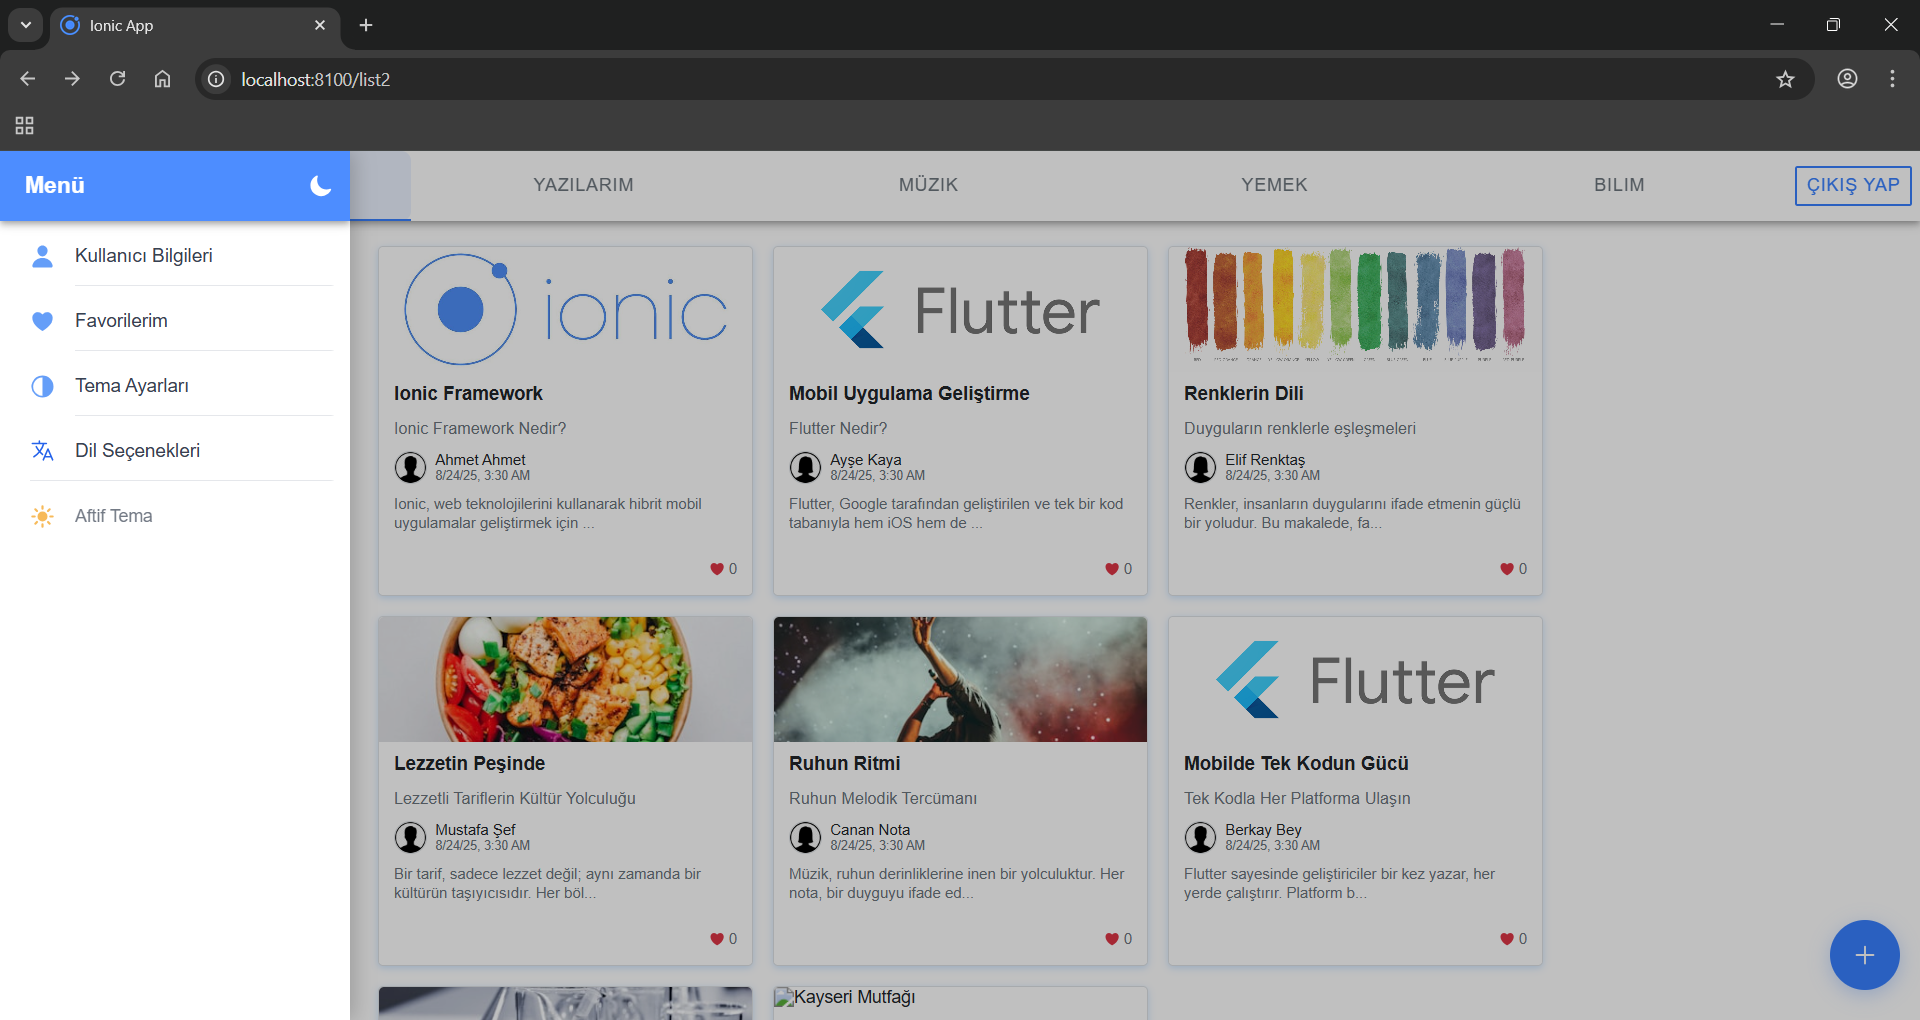 Ionic App
localhost:8100/list2
Menü
YAZILARIM
MÜZIK
YEMEK
BILIM
ÇIKIŞ YAP
Kullanıcı Bilgileri
Favorilerim
Tema Ayarları
Dil Seçenekleri
Aftif Tema
ionic
Ionic Framework
Ionic Framework Nedir?
Ahmet Ahmet
8/24/25, 3:30 AM
Ionic, web teknolojilerini kullanarak hibrit mobil
uygulamalar geliştirmek için ...
0
Flutter
Mobil Uygulama Geliştirme
Flutter Nedir?
Ayşe Kaya
8/24/25, 3:30 AM
Flutter, Google tarafından geliştirilen ve tek bir kod
tabanıyla hem iOS hem de ...
0
Renklerin Dili
Duyguların renklerle eşleşmeleri
Elif Renktaş
8/24/25, 3:30 AM
Renkler, insanların duygularını ifade etmenin güçlü
bir yoludur. Bu makalede, fa...
0
Lezzetin Peşinde
Lezzetli Tariflerin Kültür Yolculuğu
Mustafa Şef
8/24/25, 3:30 AM
Bir tarif, sadece lezzet değil; aynı zamanda bir
kültürün taşıyıcısıdır. Her böl...
0
Ruhun Ritmi
Ruhun Melodik Tercümanı
Canan Nota
8/24/25, 3:30 AM
Müzik, ruhun derinliklerine inen bir yolculuktur. Her
nota, bir duyguyu ifade ed...
0
Flutter
Mobilde Tek Kodun Gücü
Tek Kodla Her Platforma Ulaşın
Berkay Bey
8/24/25, 3:30 AM
Flutter sayesinde geliştiriciler bir kez yazar, her
yerde çalıştırır. Platform b...
0
Kayseri Mutfağı